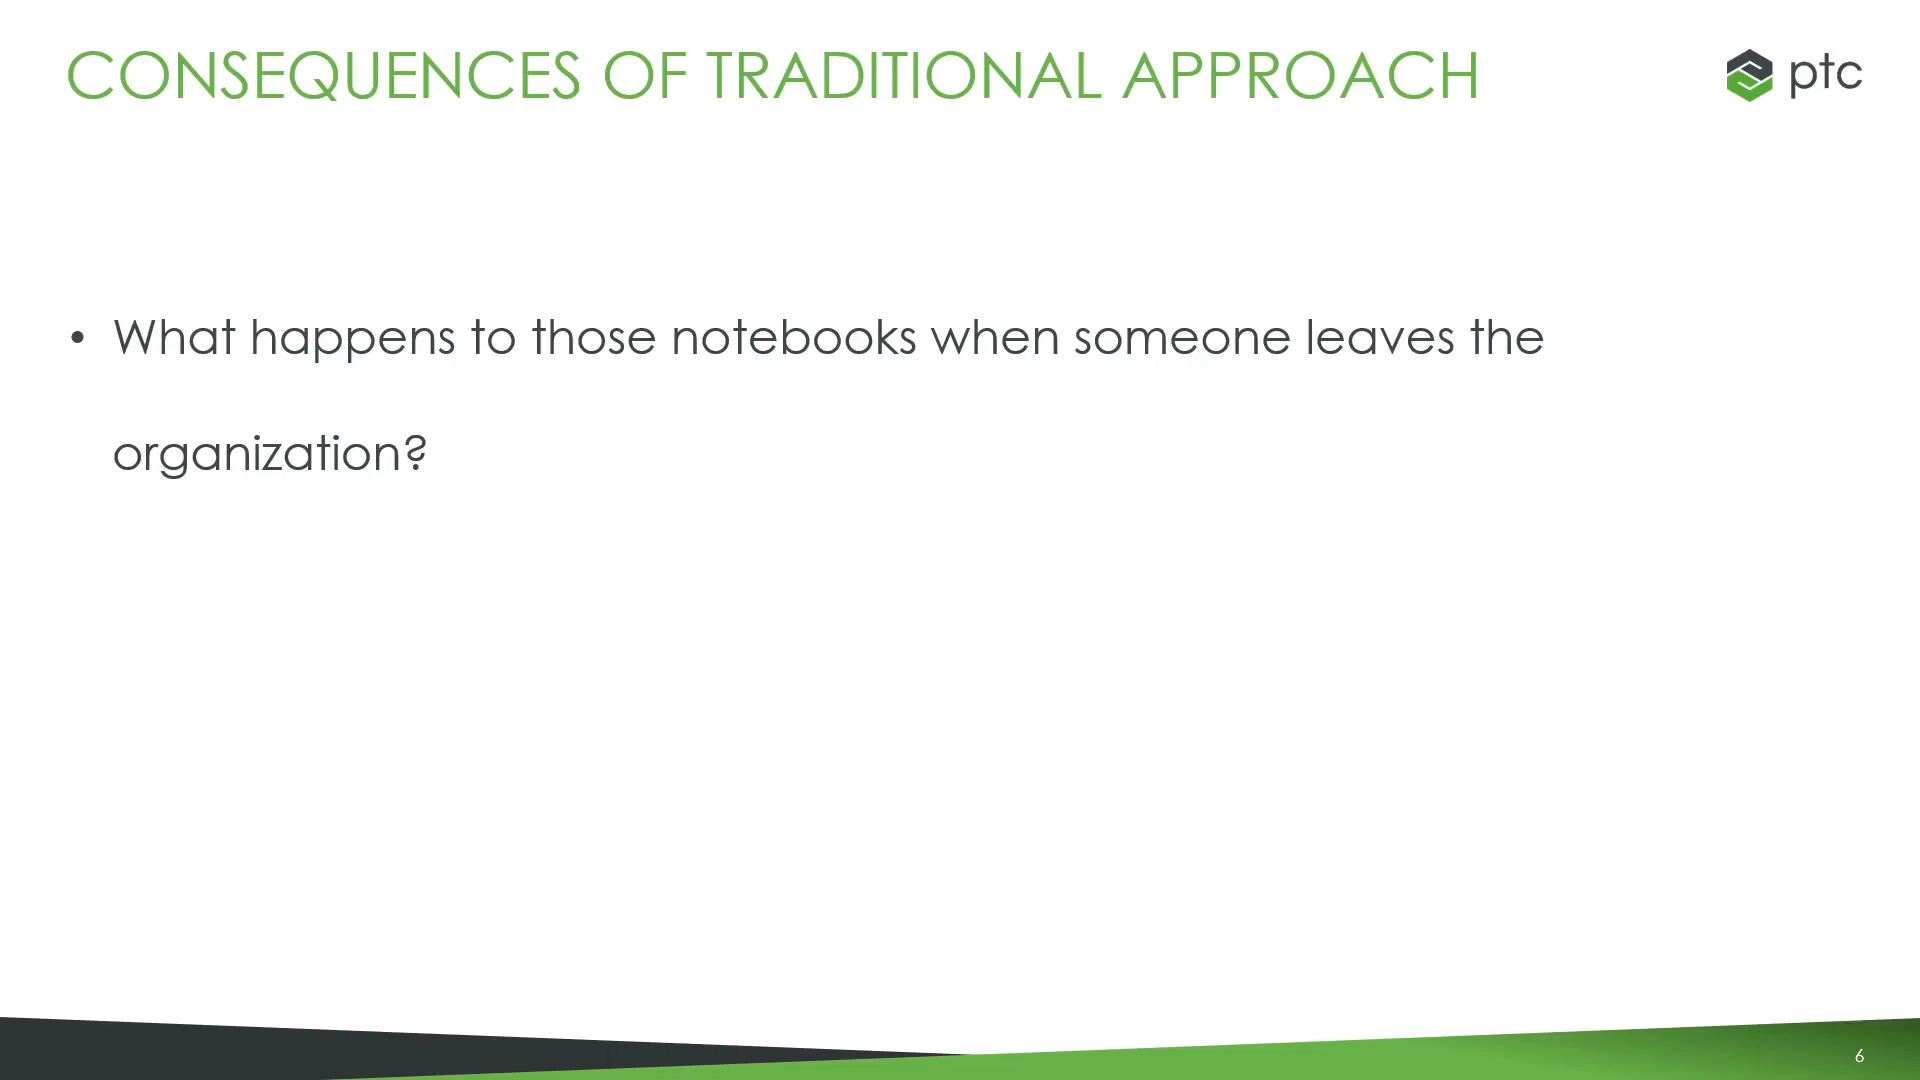 CONSEQUENCES OF TRADITIONAL APPROACH
ptc
• What happens to those notebooks when someone leaves the
organization?
6